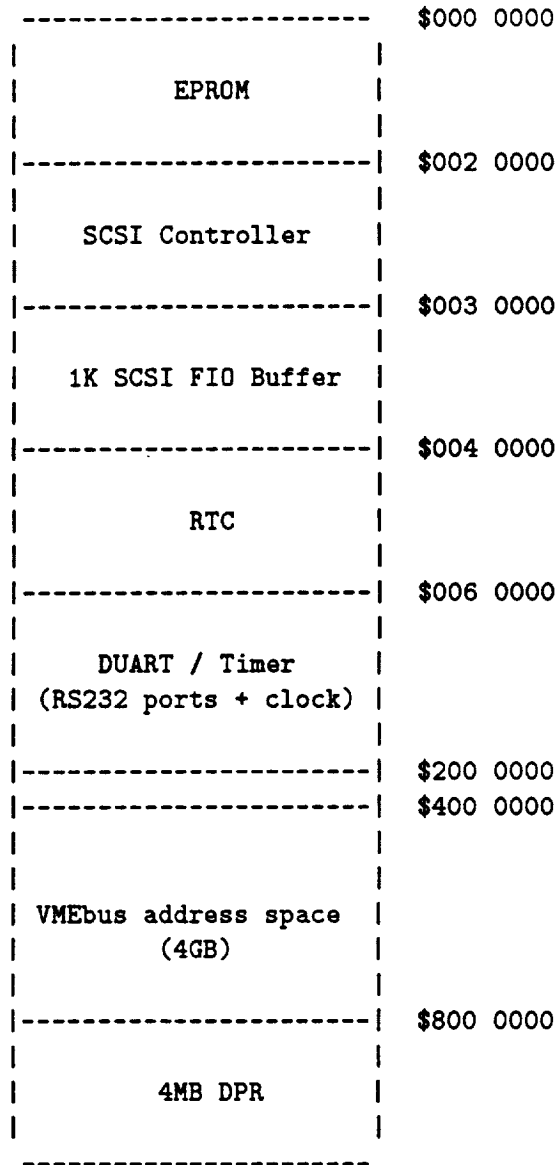 $000 0000
EPROM
$002 0000
SCSI Controller
$003 0000
1K SCSI FIO Buffer
$004 0000
RTC
$006 0000
DUART / Timer
(RS232 ports + clock)
$200 0000
$400 0000
VMEbus address space
(4GB)
$800 0000
4MB DPR